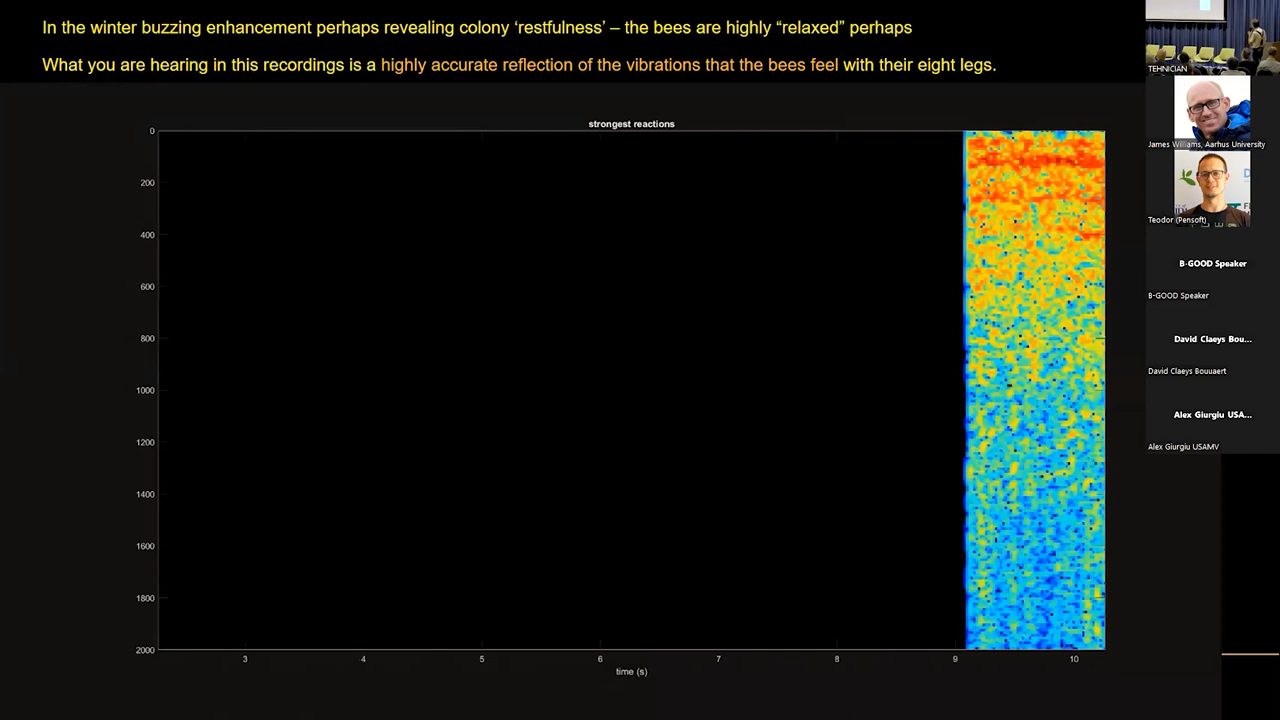 In the winter buzzing enhancement perhaps revealing colony ‘restfulness’ – the bees are highly “relaxed” perhaps
What you are hearing in this recordings is a highly accurate reflection of the vibrations that the bees feel with their eight legs.
strongest reactions
0
200
400
600
800
1000
1200
1400
1600
1800
2000
3
4
5
6
7
8
9
10
time (s)
TEHNICIAN
James Williams, Aarhus University
Teodor (Pensoft)
B-GOOD Speaker
B-GOOD Speaker
David Claeys Bou...
David Claeys Bouuaert
Alex Giurgiu USA...
Alex Giurgiu USAMV